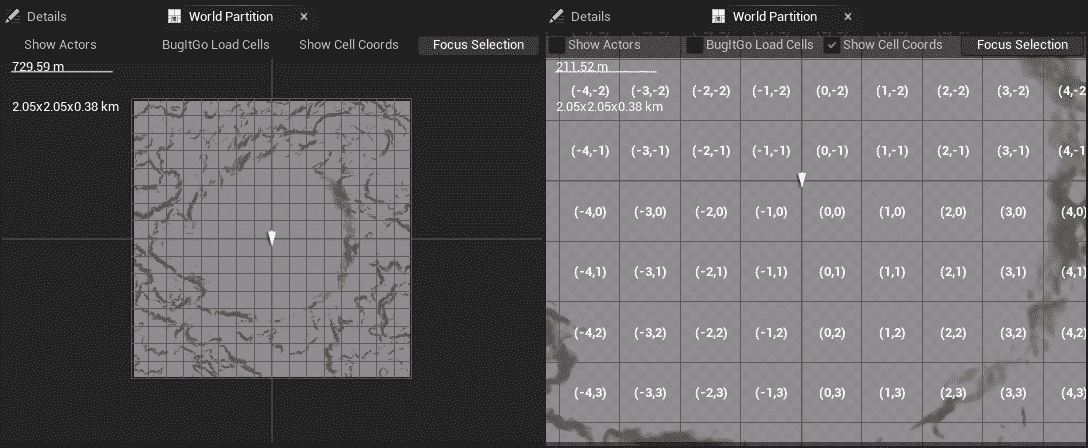 Details
World Partition
Show Actors
BugItGo Load Cells
Show Cell Coords
Focus Selection
729.59 m
2.05x2.05x0.38 km
Details
World Partition
Show Actors
BugItGo Load Cells
Show Cell Coords
Focus Selection
211.52 m
(-4,-2) (-3,-2) (-2,-2) (-1,-2) (0,-2) (1,-2) (2,-2) (3,-2) (4,-2
2.05x2.05x0.38 km
(-4,-1) (-3,-1) (-2,-1) (-1,-1) (0,-1) (1,-1) (2,-1) (3,-1) (4,-1
(-4,0) (-3,0) (-2,0) (-1,0) (0,0) (1,0) (2,0) (3,0) (4,0)
(-4,1) (-3,1) (-2,1) (-1,1) (0,1) (1,1) (2,1) (3,1) (4,1)
(-4,2) (-3,2) (-2,2) (-1,2) (0,2) (1,2) (2,2) (3,2) (4,2)
(-4,3) (-3,3) (-2,3) (-1,3) (0,3) (1,3) (2,3) (3,3) (4,3)